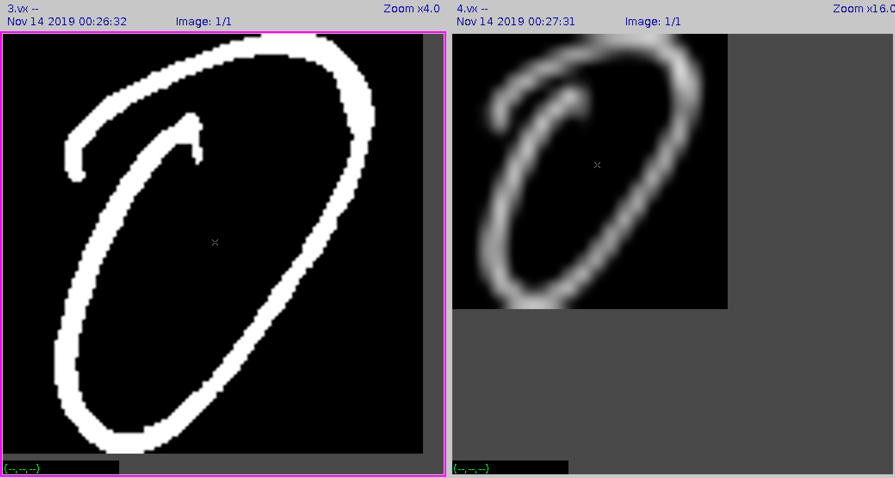 3.vx --
Nov 14 2019 00:26:32 Image: 1/1 Zoom x4.0
(--,--,--)
4.vx --
Nov 14 2019 00:27:31 Image: 1/1 Zoom x16.0
(--,--,--)